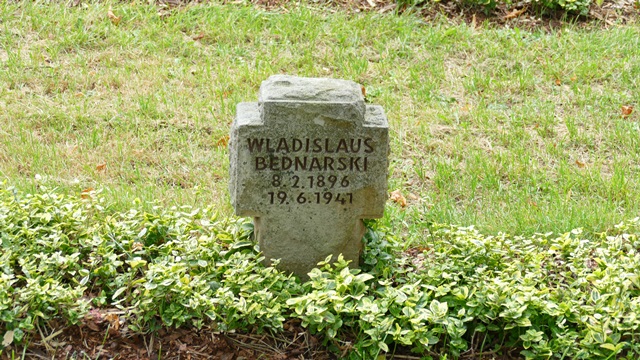 WLADISLAUS
BEDNARSKI
8.2.1896
19.6.1941